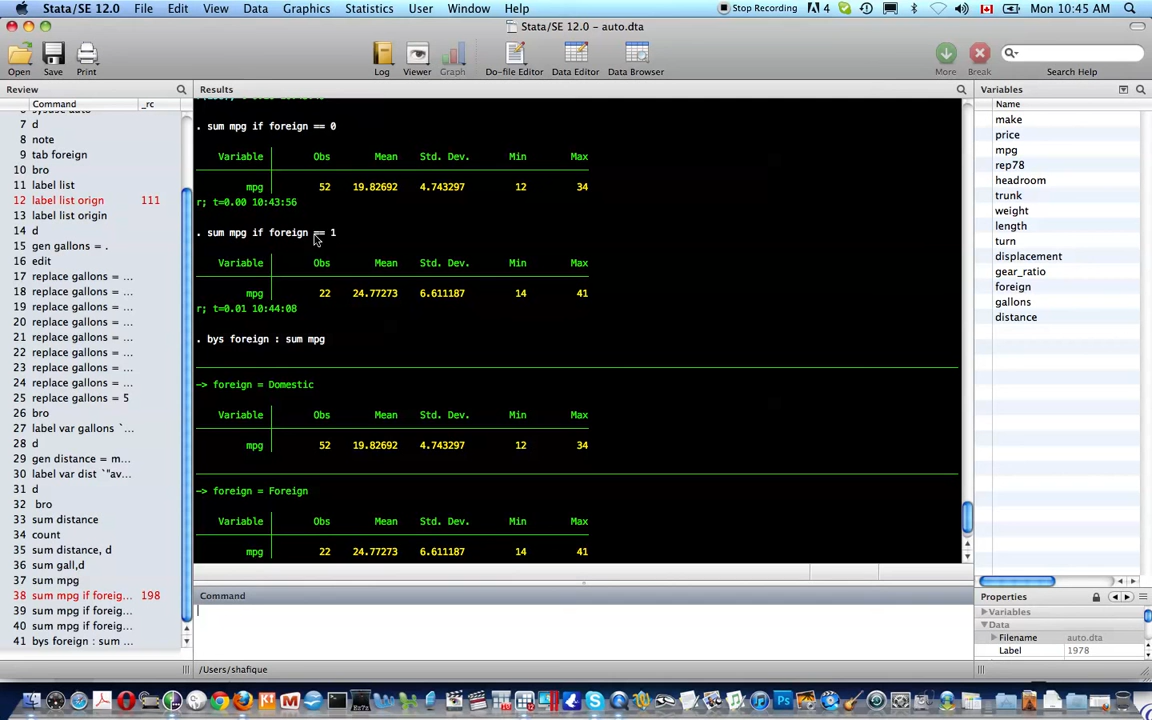 Stata/SE 12.0 File Edit View Data Graphics Statistics User Window Help Stop Recording 4 Mon 10:45 AM
Stata/SE 12.0 - auto.dta
Open Save Print Log Viewer Graph Do-file Editor Data Editor Data Browser More Break Search Help
Review
Command _rc
7 d
8 note
9 tab foreign
10 bro
11 label list
12 label list orign 111
13 label list origin
14 d
15 gen gallons = .
16 edit
17 replace gallons = ...
18 replace gallons = ...
19 replace gallons = ...
20 replace gallons = ...
21 replace gallons = ...
22 replace gallons = ...
23 replace gallons = ...
24 replace gallons = ...
25 replace gallons = 5
26 bro
27 label var gallons `...
28 d
29 gen distance = m...
30 label var dist `"av...
31 d
32 bro
33 sum distance
34 count
35 sum distance, d
36 sum gall,d
37 sum mpg
38 sum mpg if foreig... 198
39 sum mpg if foreig...
40 sum mpg if foreig...
41 bys foreign : sum ...
Results
. sum mpg if foreign == 0
Variable Obs Mean Std. Dev. Min Max
mpg 52 19.82692 4.743297 12 34
r; t=0.00 10:43:56
. sum mpg if foreign == 1
Variable Obs Mean Std. Dev. Min Max
mpg 22 24.77273 6.611187 14 41
r; t=0.01 10:44:08
. bys foreign : sum mpg
-> foreign = Domestic
Variable Obs Mean Std. Dev. Min Max
mpg 52 19.82692 4.743297 12 34
-> foreign = Foreign
Variable Obs Mean Std. Dev. Min Max
mpg 22 24.77273 6.611187 14 41
Command
/Users/shafique
Variables
Name
make
price
mpg
rep78
headroom
trunk
weight
length
turn
displacement
gear_ratio
foreign
gallons
distance
Properties
Variables
Data
Filename auto.dta
Label 1978